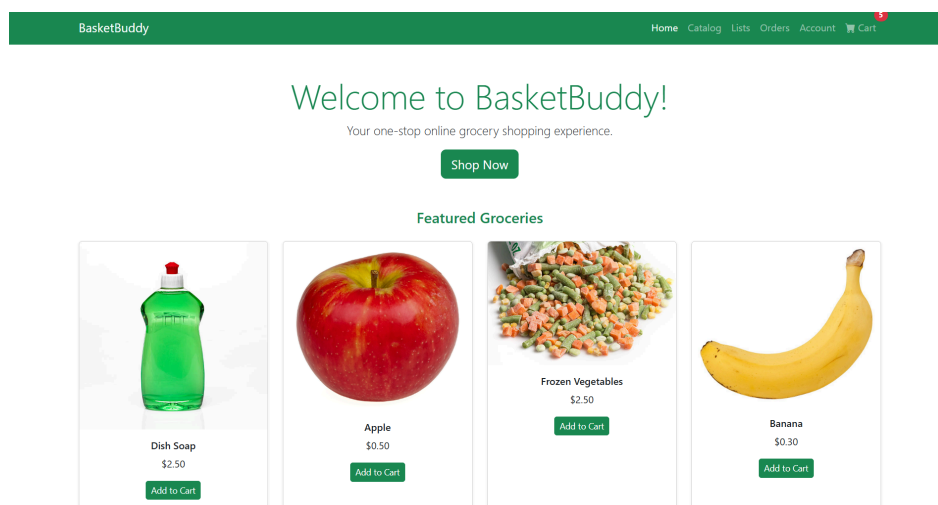 BasketBuddy
Home Catalog Lists Orders Account Cart 5
Welcome to BasketBuddy!
Your one-stop online grocery shopping experience.
Shop Now
Featured Groceries
Dish Soap
$2.50
Add to Cart
Apple
$0.50
Add to Cart
Frozen Vegetables
$2.50
Add to Cart
Banana
$0.30
Add to Cart